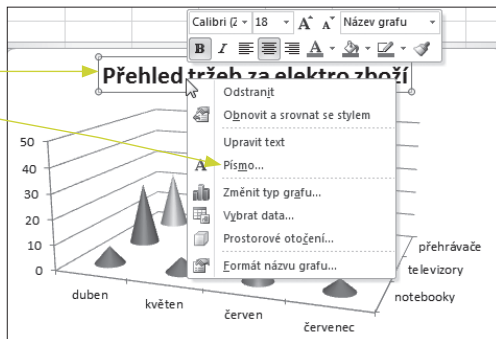 Calibri (Z 18 A A Název grafu
B I A
Přehled tržeb za elektro zboží
Odstranit
Obnovit a srovnat se stylem
Upravit text
A Písmo...
Změnit typ grafu...
Vybrat data...
Prostorové otočení...
Formát názvu grafu...
50
40
30
20
10
0
duben
květen
červen
červenec
přehrávače
televizory
notebooky